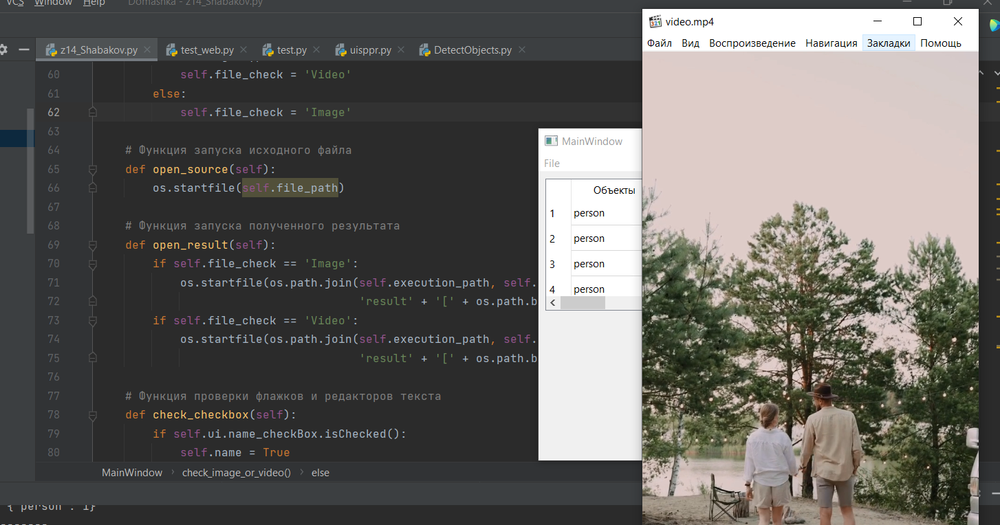 VCS Window Help Domashka - z14_Shabakov.py
z14_Shabakov.py test_web.py test.py uisppr.py DetectObjects.py
60 self.file_check = 'Video'
61 else:
62 self.file_check = 'Image'
63
64 # Функция запуска исходного файла
65 def open_source(self):
66 os.startfile(self.file_path)
67
68 # Функция запуска полученного результата
69 def open_result(self):
70 if self.file_check == 'Image':
71 os.startfile(os.path.join(self.execution_path, self.
72 'result' + '[' + os.path.b
73 if self.file_check == 'Video':
74 os.startfile(os.path.join(self.execution_path, self.
75 'result' + '[' + os.path.b
76
77 # Функция проверки флажков и редакторов текста
78 def check_checkbox(self):
79 if self.ui.name_checkBox.isChecked():
80 self.name = True
MainWindow check_image_or_video() else
{'person': 1}
MainWindow
File
Объекты
1 person
2 person
3 person
4 person
video.mp4
Файл Вид Воспроизведение Навигация Закладки Помощь